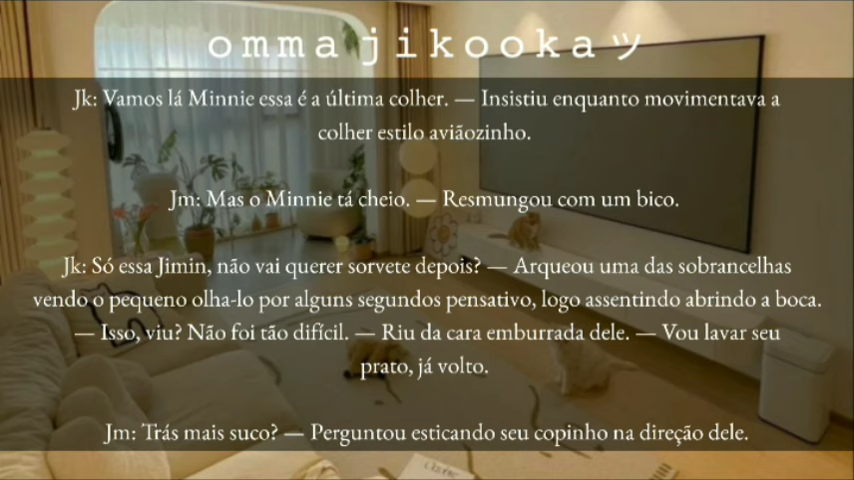 omma jikookaツ
Jk: Vamos lá Minnie essa é a última colher. — Insistiu enquanto movimentava a
colher estilo aviãozinho.
Jm: Mas o Minnie tá cheio. — Resmungou com um bico.
Jk: Só essa Jimin, não vai querer sorvete depois? — Arqueou uma das sobrancelhas
vendo o pequeno olha-lo por alguns segundos pensativo, logo assentindo abrindo a boca.
— Isso, viu? Não foi tão difícil. — Riu da cara emburrada dele. — Vou lavar seu
prato, já volto.
Jm: Trás mais suco? — Perguntou esticando seu copinho na direção dele.